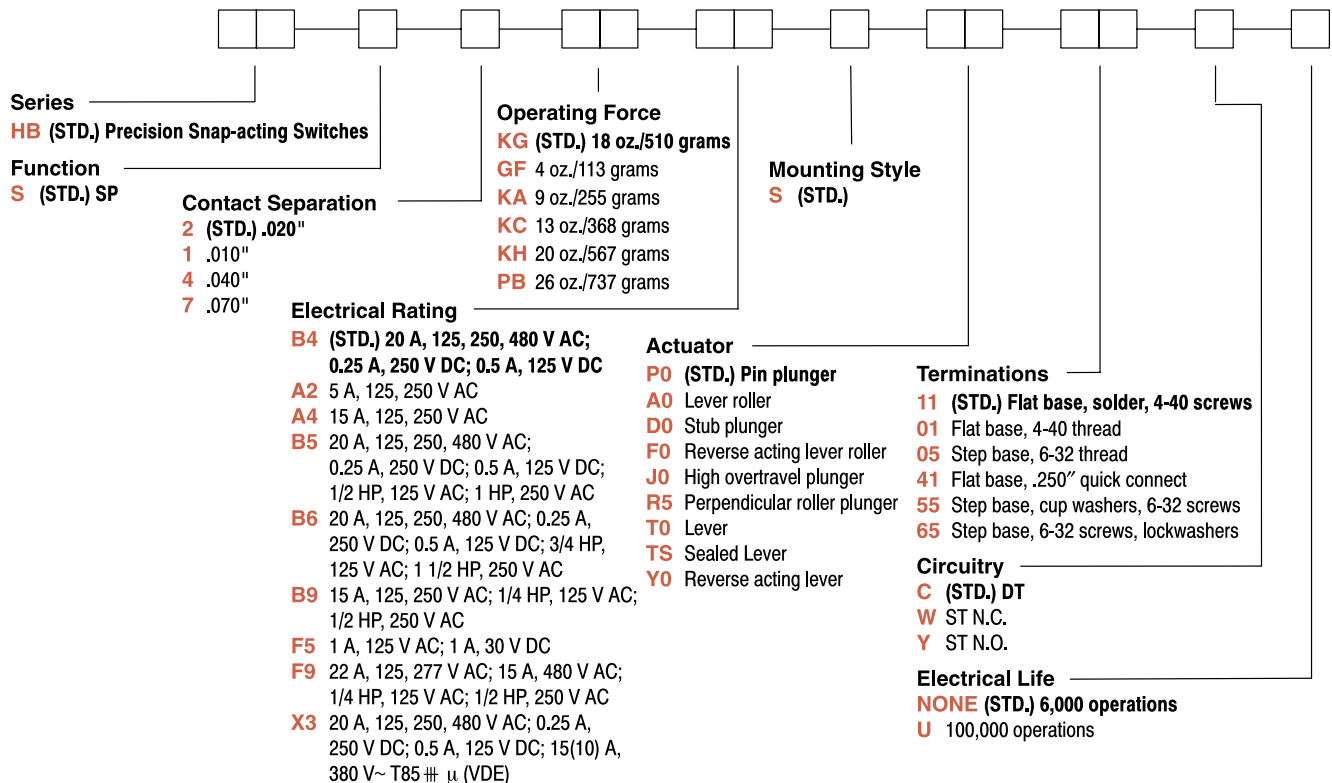 Series
HB (STD.) Precision Snap-acting Switches
Function
S (STD.) SP
Contact Separation
2 (STD.) .020"
1 .010"
4 .040"
7 .070"
Operating Force
KG (STD.) 18 oz./510 grams
GF 4 oz./113 grams
KA 9 oz./255 grams
KC 13 oz./368 grams
KH 20 oz./567 grams
PB 26 oz./737 grams
Electrical Rating
B4 (STD.) 20 A, 125, 250, 480 V AC;
0.25 A, 250 V DC; 0.5 A, 125 V DC
A2 5 A, 125, 250 V AC
A4 15 A, 125, 250 V AC
B5 20 A, 125, 250, 480 V AC;
0.25 A, 250 V DC; 0.5 A, 125 V DC;
1/2 HP, 125 V AC; 1 HP, 250 V AC
B6 20 A, 125, 250, 480 V AC; 0.25 A,
250 V DC; 0.5 A, 125 V DC; 3/4 HP,
125 V AC; 1 1/2 HP, 250 V AC
B9 15 A, 125, 250 V AC; 1/4 HP, 125 V AC;
1/2 HP, 250 V AC
F5 1 A, 125 V AC; 1 A, 30 V DC
F9 22 A, 125, 277 V AC; 15 A, 480 V AC;
1/4 HP, 125 V AC; 1/2 HP, 250 V AC
X3 20 A, 125, 250, 480 V AC; 0.25 A,
250 V DC; 0.5 A, 125 V DC; 15(10) A,
380 V~ T85 ⧻ μ (VDE)
Mounting Style
S (STD.)
Actuator
P0 (STD.) Pin plunger
A0 Lever roller
D0 Stub plunger
F0 Reverse acting lever roller
J0 High overtravel plunger
R5 Perpendicular roller plunger
T0 Lever
TS Sealed Lever
Y0 Reverse acting lever
Terminations
11 (STD.) Flat base, solder, 4-40 screws
01 Flat base, 4-40 thread
05 Step base, 6-32 thread
41 Flat base, .250″ quick connect
55 Step base, cup washers, 6-32 screws
65 Step base, 6-32 screws, lockwashers
Circuitry
C (STD.) DT
W ST N.C.
Y ST N.O.
Electrical Life
NONE (STD.) 6,000 operations
U 100,000 operations